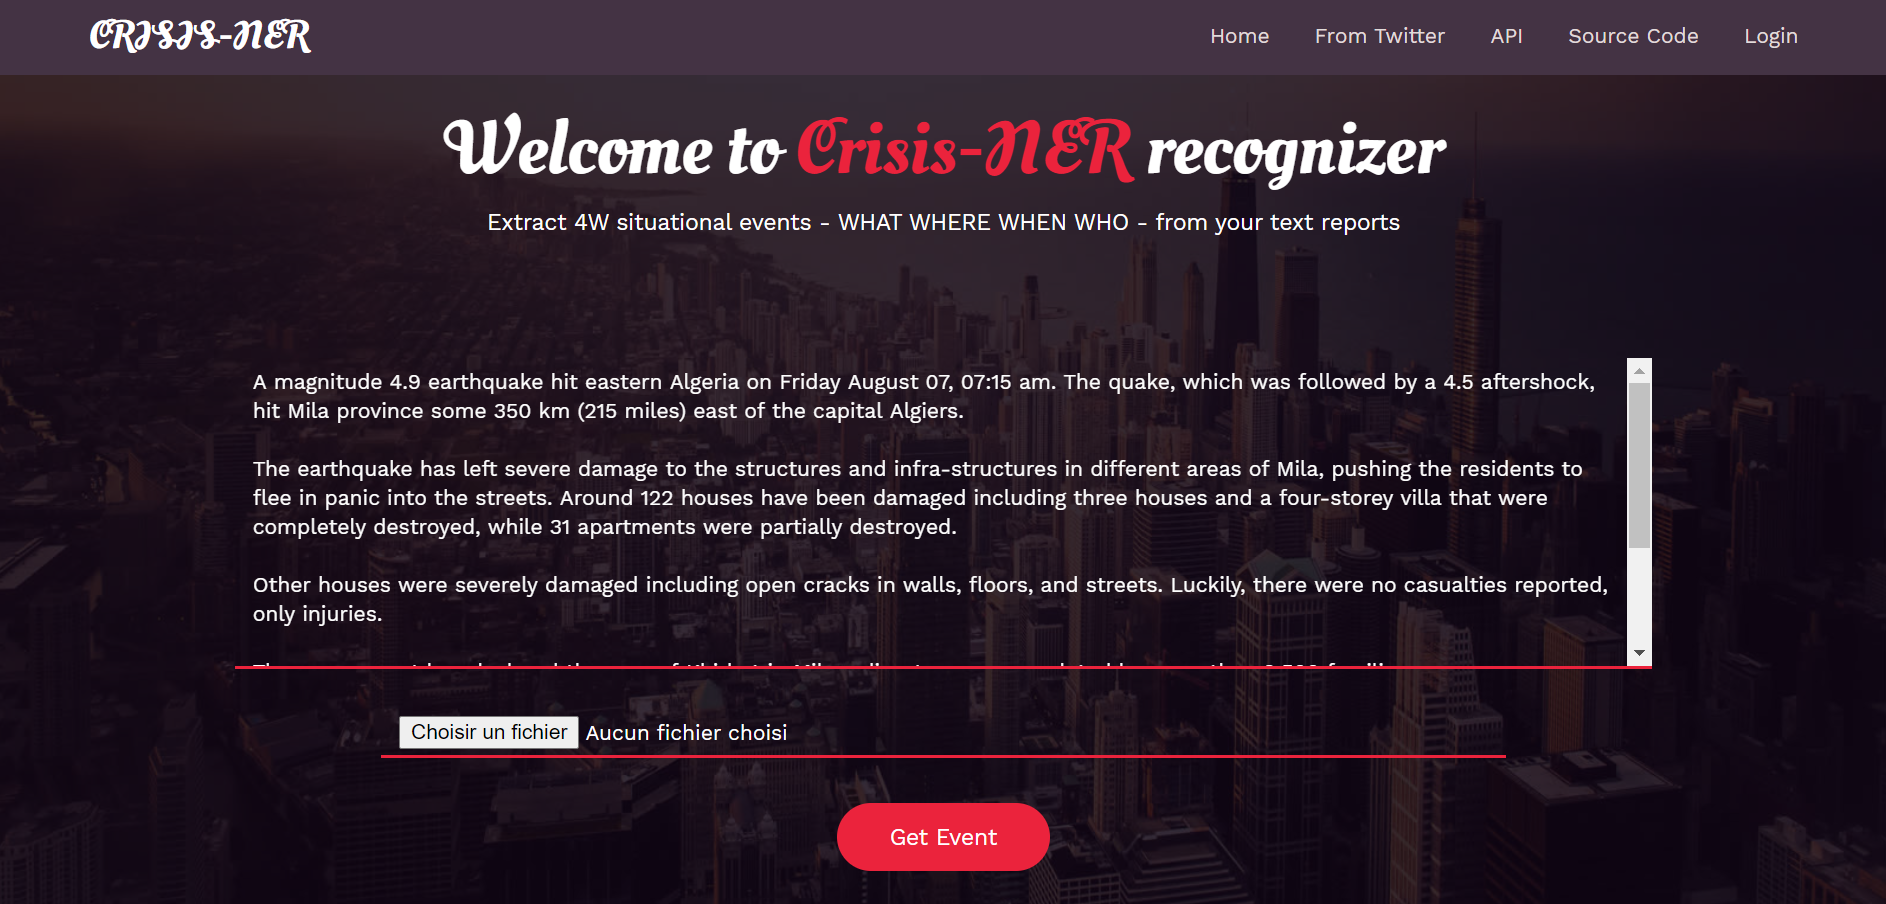 CRISIS-NER
Home From Twitter API Source Code Login
Welcome to Crisis-NER recognizer
Extract 4W situational events - WHAT WHERE WHEN WHO - from your text reports
A magnitude 4.9 earthquake hit eastern Algeria on Friday August 07, 07:15 am. The quake, which was followed by a 4.5 aftershock,
hit Mila province some 350 km (215 miles) east of the capital Algiers.
The earthquake has left severe damage to the structures and infra-structures in different areas of Mila, pushing the residents to
flee in panic into the streets. Around 122 houses have been damaged including three houses and a four-storey villa that were
completely destroyed, while 31 apartments were partially destroyed.
Other houses were severely damaged including open cracks in walls, floors, and streets. Luckily, there were no casualties reported,
only injuries.
Choisir un fichier Aucun fichier choisi
Get Event